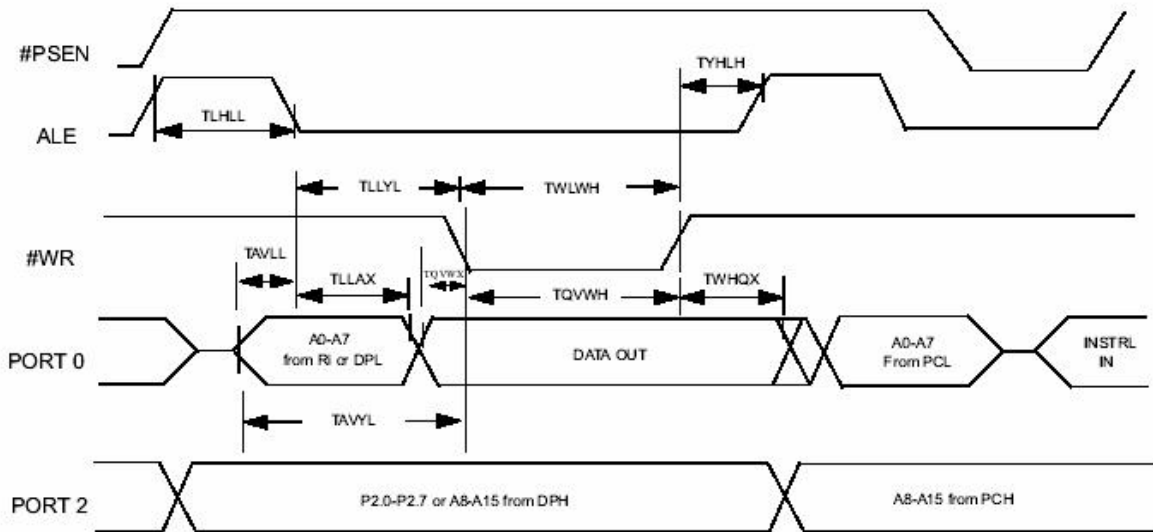 #PSEN
TYHLH
TLHLL
ALE
TLLYL
TWLWH
#WR
TAVLL
TQVWX
TLLAX
TQVWH
TWHQX
PORT 0
A0-A7
from RI or DPL
DATA OUT
A0-A7
From PCL
INSTRL
IN
TAVYL
PORT 2
P2.0-P2.7 or A8-A15 from DPH
A8-A15 from PCH